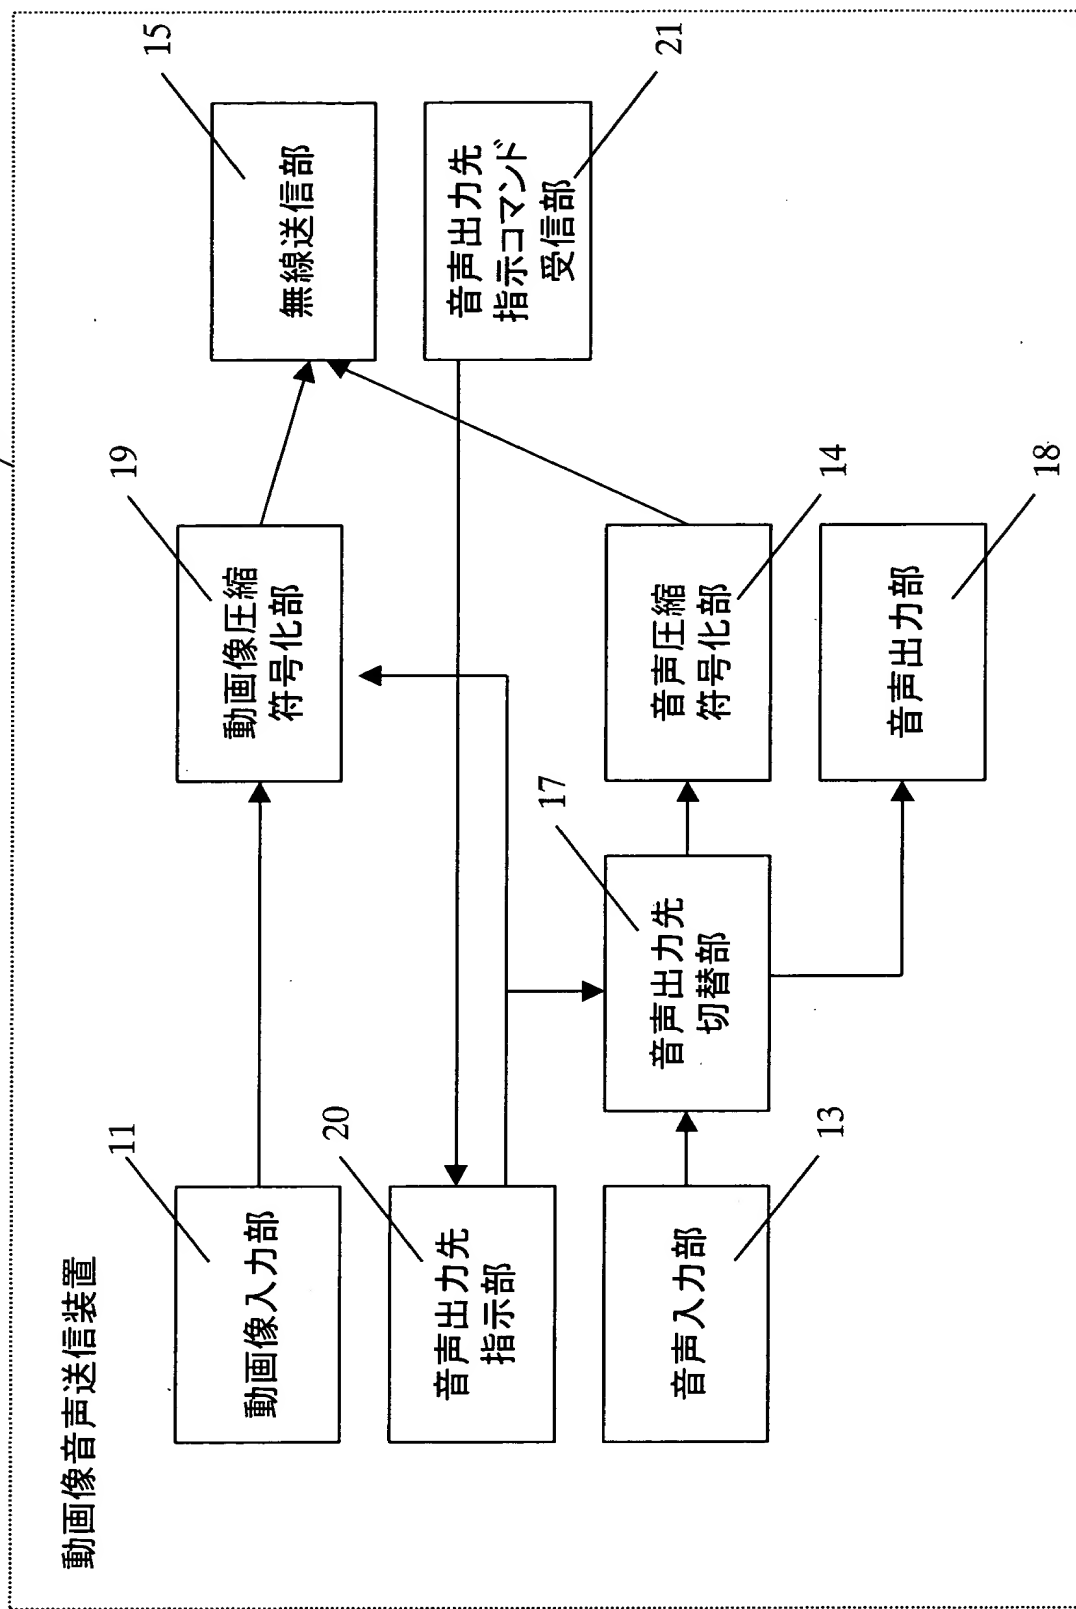 動画像音声送信装置
11
動画像入力部
19
動画像圧縮
符号化部
15
無線送信部
20
音声出力先
指示部
21
音声出力先
指示コマンド
受信部
13
音声入力部
17
音声出力先
切替部
14
音声圧縮
符号化部
18
音声出力部